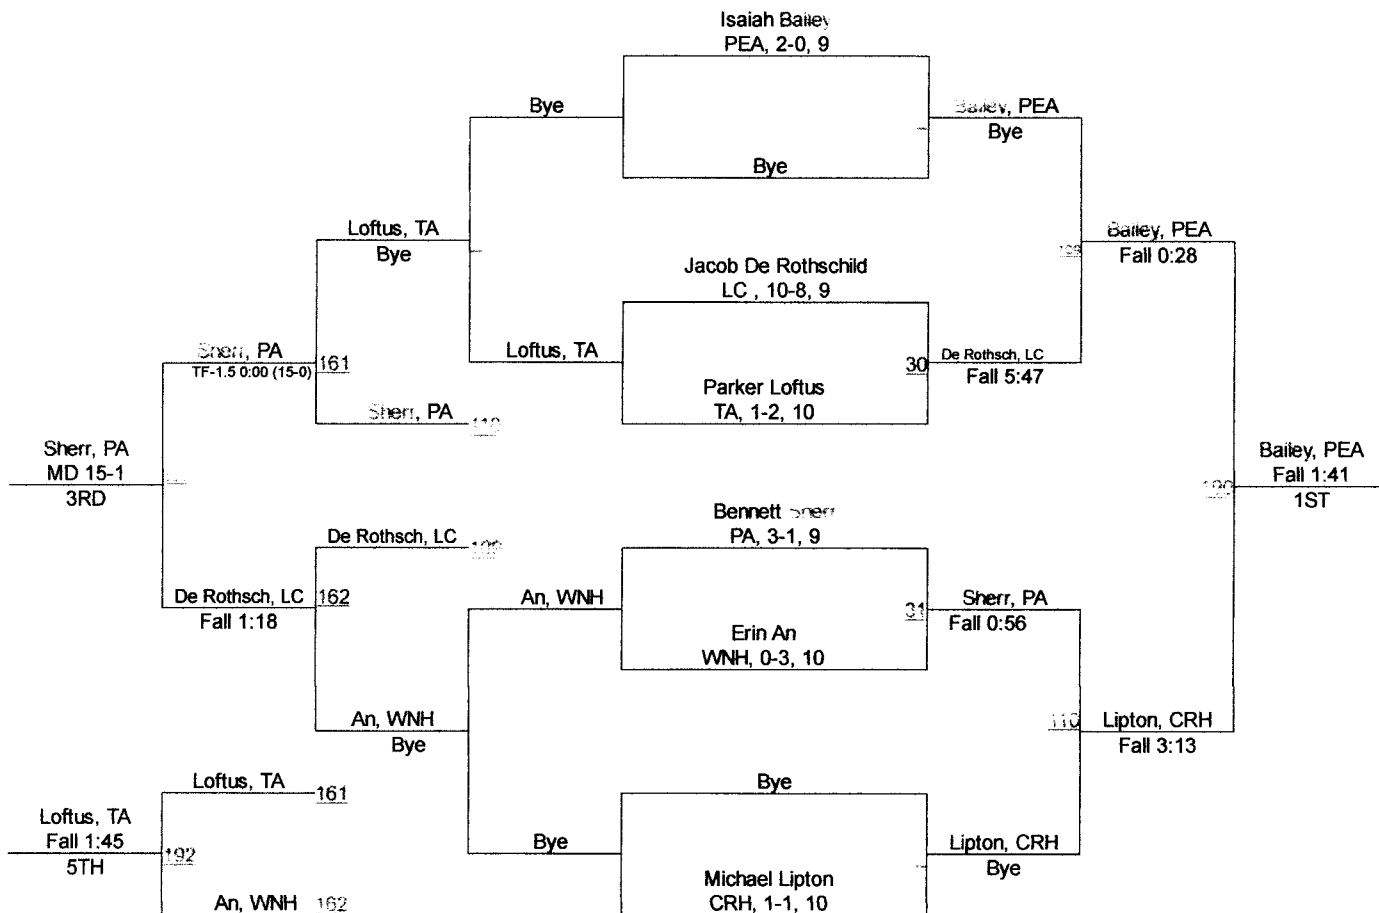 Isaiah Bailey
PEA, 2-0, 9
Bye
Bailey, PEA
Bye
Bye
Loftus, TA
Bye
Bailey, PEA
Fall 0:28
Jacob De Rothschild
LC , 10-8, 9
Sherr, PA
TF-1.5 0:00 (15-0)
161
Loftus, TA
30
De Rothsch, LC
Fall 5:47
Parker Loftus
TA, 1-2, 10
Sherr, PA
110
Sherr, PA
MD 15-1
3RD
Bailey, PEA
Fall 1:41
1ST
Bennett Sherr
PA, 3-1, 9
De Rothsch, LC
De Rothsch, LC
Fall 1:18
162
An, WNH
31
Sherr, PA
Fall 0:56
Erin An
WNH, 0-3, 10
An, WNH
Bye
110
Lipton, CRH
Fall 3:13
Loftus, TA
161
Bye
Loftus, TA
Fall 1:45
5TH
192
Bye
Lipton, CRH
Bye
Michael Lipton
CRH, 1-1, 10
An, WNH
162